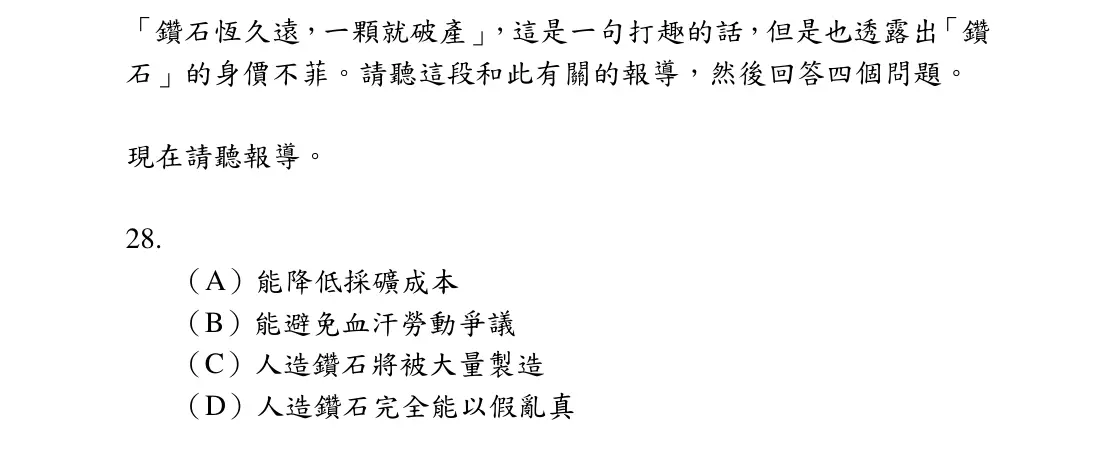 「鑽石恆久遠，一顆就破產」，這是一句打趣的話，但是也透露出「鑽
石」的身價不菲。請聽這段和此有關的報導，然後回答四個問題。
現在請聽報導。
28.
（A）能降低採礦成本
（B）能避免血汗勞動爭議
（C）人造鑽石將被大量製造
（D）人造鑽石完全能以假亂真